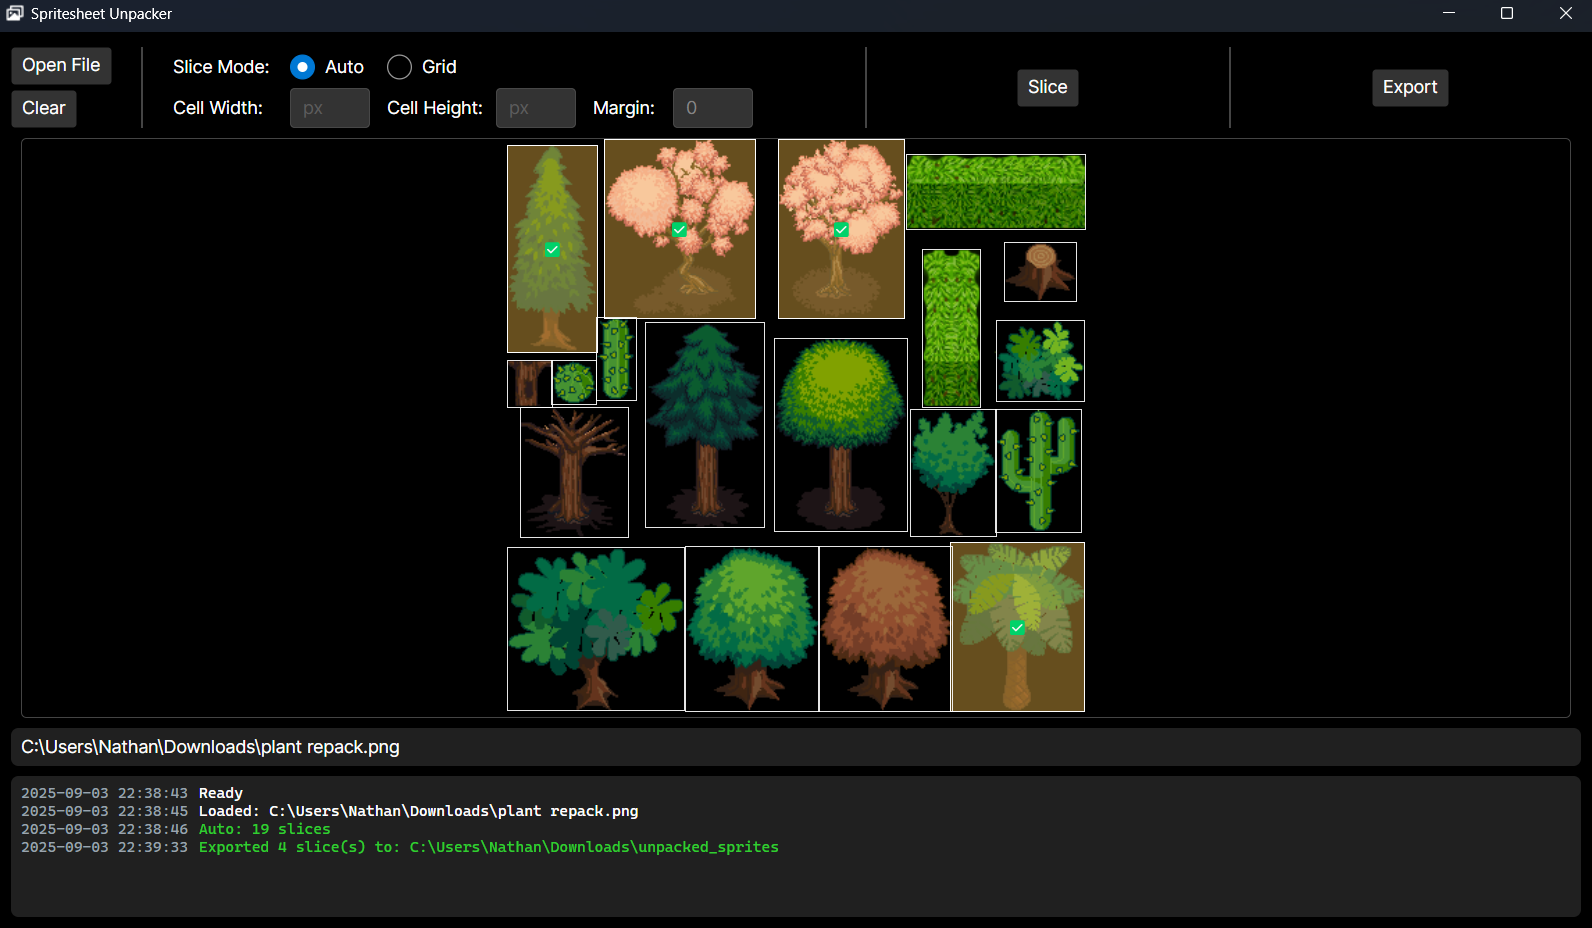 Spritesheet Unpacker
Open File
Slice Mode: Auto Grid
Slice
Export
Clear
Cell Width: px Cell Height: px Margin: 0
C:\Users\Nathan\Downloads\plant repack.png
2025-09-03 22:38:43 Ready
2025-09-03 22:38:45 Loaded: C:\Users\Nathan\Downloads\plant repack.png
2025-09-03 22:38:46 Auto: 19 slices
2025-09-03 22:39:33 Exported 4 slice(s) to: C:\Users\Nathan\Downloads\unpacked_sprites